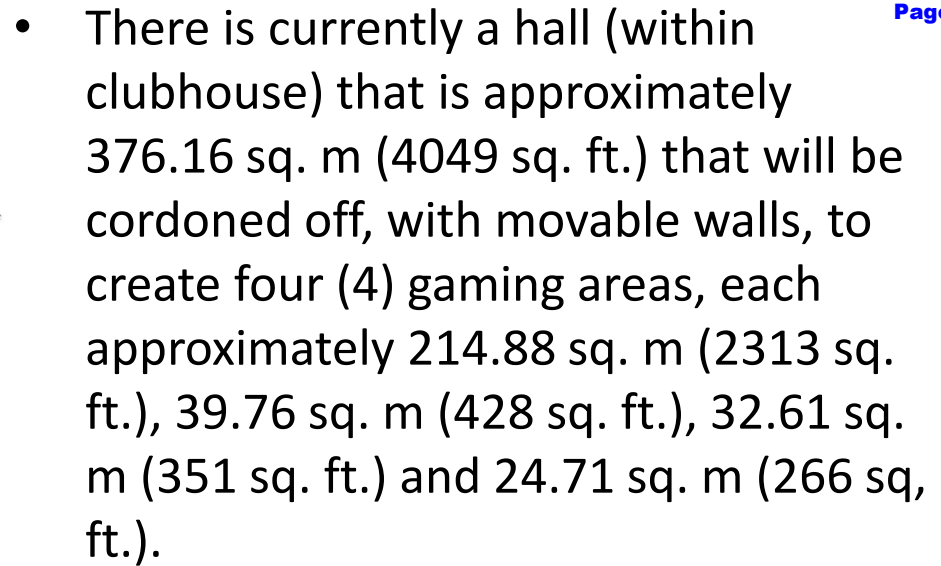 Page
• There is currently a hall (within
clubhouse) that is approximately
376.16 sq. m (4049 sq. ft.) that will be
cordoned off, with movable walls, to
create four (4) gaming areas, each
approximately 214.88 sq. m (2313 sq.
ft.), 39.76 sq. m (428 sq. ft.), 32.61 sq.
m (351 sq. ft.) and 24.71 sq. m (266 sq,
ft.).